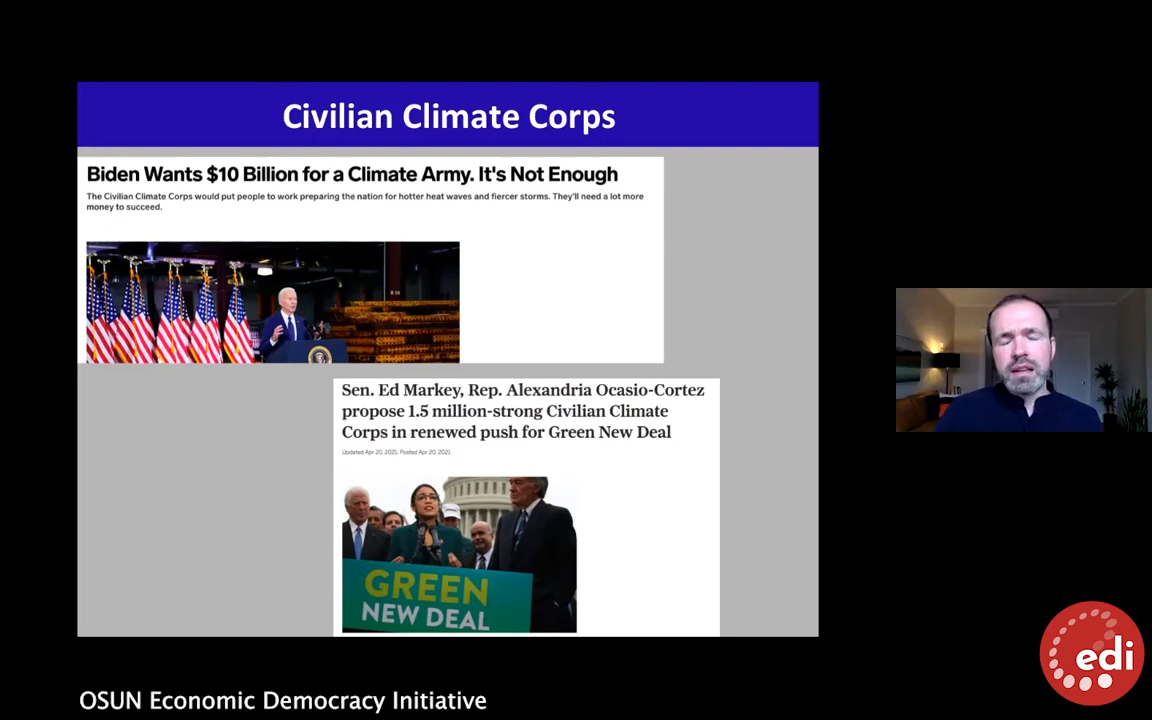 Civilian Climate Corps
Biden Wants $10 Billion for a Climate Army. It's Not Enough
The Civilian Climate Corps would put people to work preparing the nation for hotter heat waves and fiercer storms. They'll need a lot more
money to succeed.
Sen. Ed Markey, Rep. Alexandria Ocasio-Cortez
propose 1.5 million-strong Civilian Climate
Corps in renewed push for Green New Deal
Updated Apr 20, 2021; Posted Apr 20, 2021
GREEN
NEW DEAL
edi
OSUN Economic Democracy Initiative